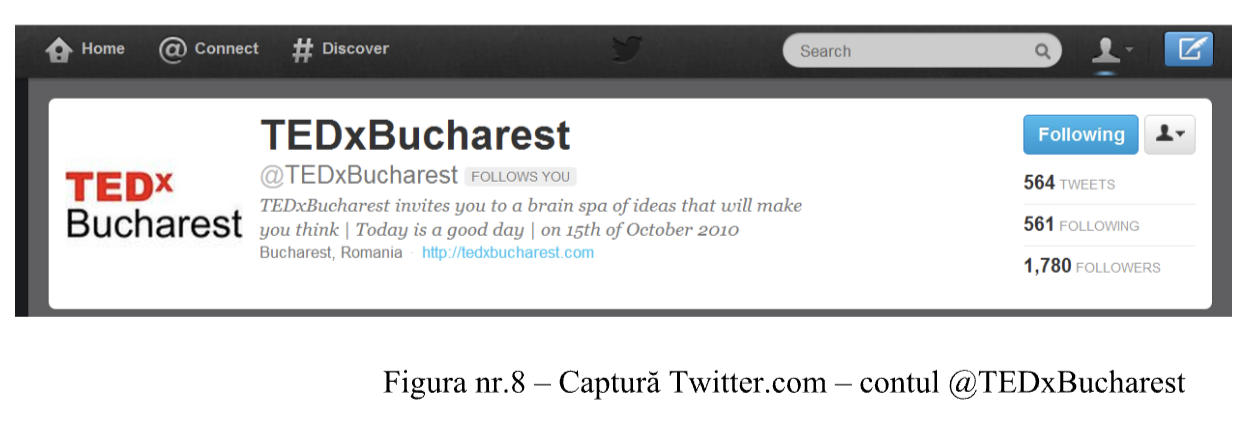 Home @ Connect # Discover Search
TEDx
Bucharest
TEDxBucharest
@TEDxBucharest FOLLOWS YOU
TEDxBucharest invites you to a brain spa of ideas that will make
you think | Today is a good day | on 15th of October 2010
Bucharest, Romania · http://tedxbucharest.com
Following
564 TWEETS
561 FOLLOWING
1,780 FOLLOWERS
Figura nr.8 – Captură Twitter.com – contul @TEDxBucharest